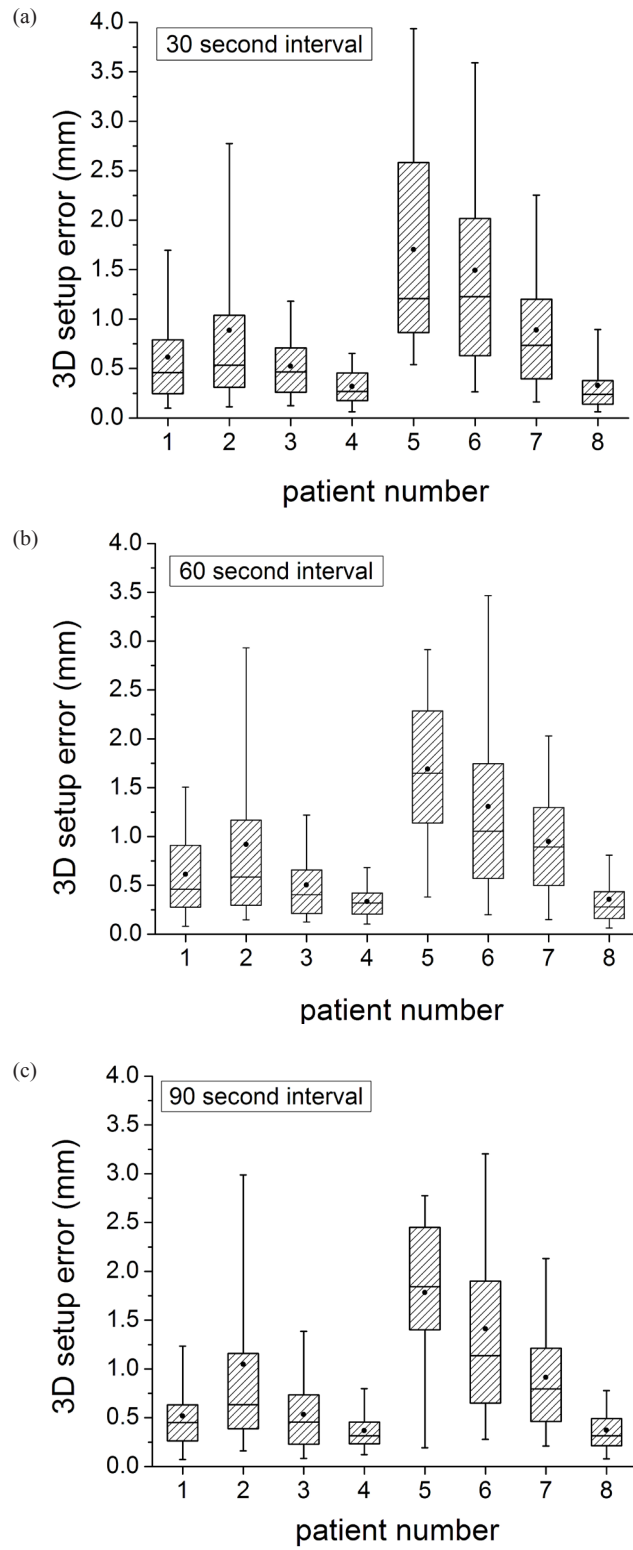 (a)
30 second interval
3D setup error (mm)
4.0
3.5
3.0
2.5
2.0
1.5
1.0
0.5
0.0
1 2 3 4 5 6 7 8
patient number
(b)
60 second interval
3D setup error (mm)
4.0
3.5
3.0
2.5
2.0
1.5
1.0
0.5
0.0
1 2 3 4 5 6 7 8
patient number
(c)
90 second interval
3D setup error (mm)
4.0
3.5
3.0
2.5
2.0
1.5
1.0
0.5
0.0
1 2 3 4 5 6 7 8
patient number